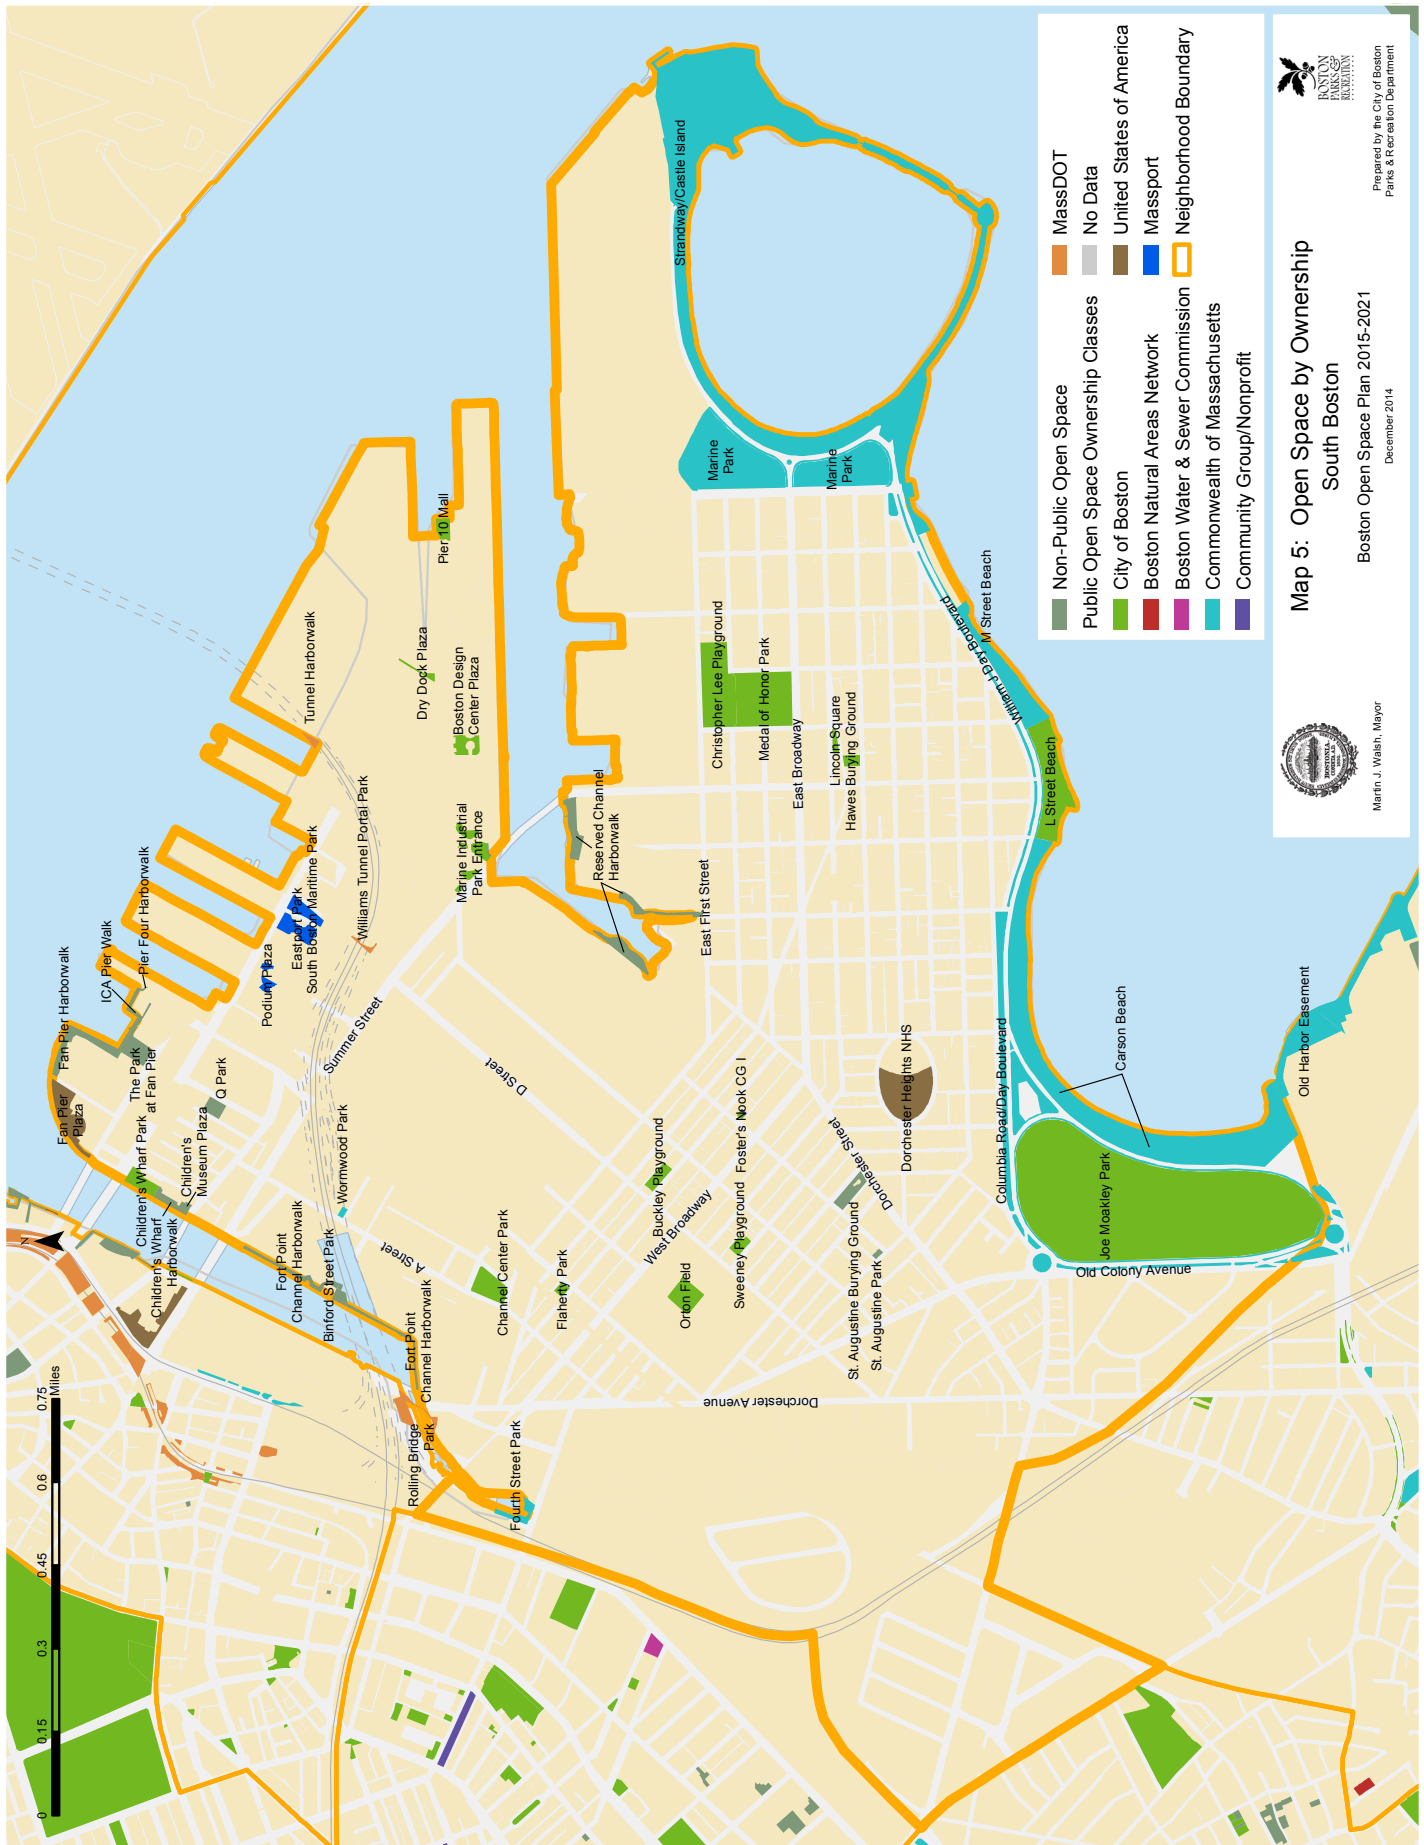 N
0
0.15
0.3
0.45
0.6
0.75
Miles
Fan Pier Harborwalk
ICA Pier Walk
Pier Four Harborwalk
Fan Pier
Plaza
The Park
at Fan Pier
Q Park
Children's Wharf Park
Children's
Museum Plaza
Children's Wharf
Harborwalk
Podium Plaza
Eastport Park
South Boston Maritime Park
Tunnel Harborwalk
Williams Tunnel Portal Park
Summer Street
Wormwood Park
Fort Point
Channel Harborwalk
Binford Street Park
A Street
Fort Point
Channel Harborwalk
Rolling Bridge
Park
Fourth Street Park
Pier 10 Mall
Dry Dock Plaza
Boston Design
Center Plaza
Marine Industrial
Park Entrance
D Street
Channel Center Park
Flaherty Park
Reserved Channel
Harborwalk
East First Street
Buckley Playground
West Broadway
Orton Field
Sweeney Playground
Foster's Nook CG I
Dorchester Avenue
Strandway/Castle Island
Marine
Park
Marine
Park
Christopher Lee Playground
Medal of Honor Park
East Broadway
Lincoln Square
Hawes Burying Ground
Dorchester Street
Dorchester Heights NHS
St. Augustine Burying Ground
St. Augustine Park
William J Day Boulevard
M Street Beach
L Street Beach
Columbia Road/Day Boulevard
Carson Beach
Joe Moakley Park
Old Colony Avenue
Old Harbor Easement
Non-Public Open Space
Public Open Space Ownership Classes
City of Boston
Boston Natural Areas Network
Boston Water & Sewer Commission
Commonwealth of Massachusetts
Community Group/Nonprofit
MassDOT
No Data
United States of America
Massport
Neighborhood Boundary
Map 5: Open Space by Ownership
South Boston
Boston Open Space Plan 2015-2021
December 2014
Martin J. Walsh, Mayor
BOSTON
PARKS &
RECREATION
Prepared by the City of Boston
Parks & Recreation Department